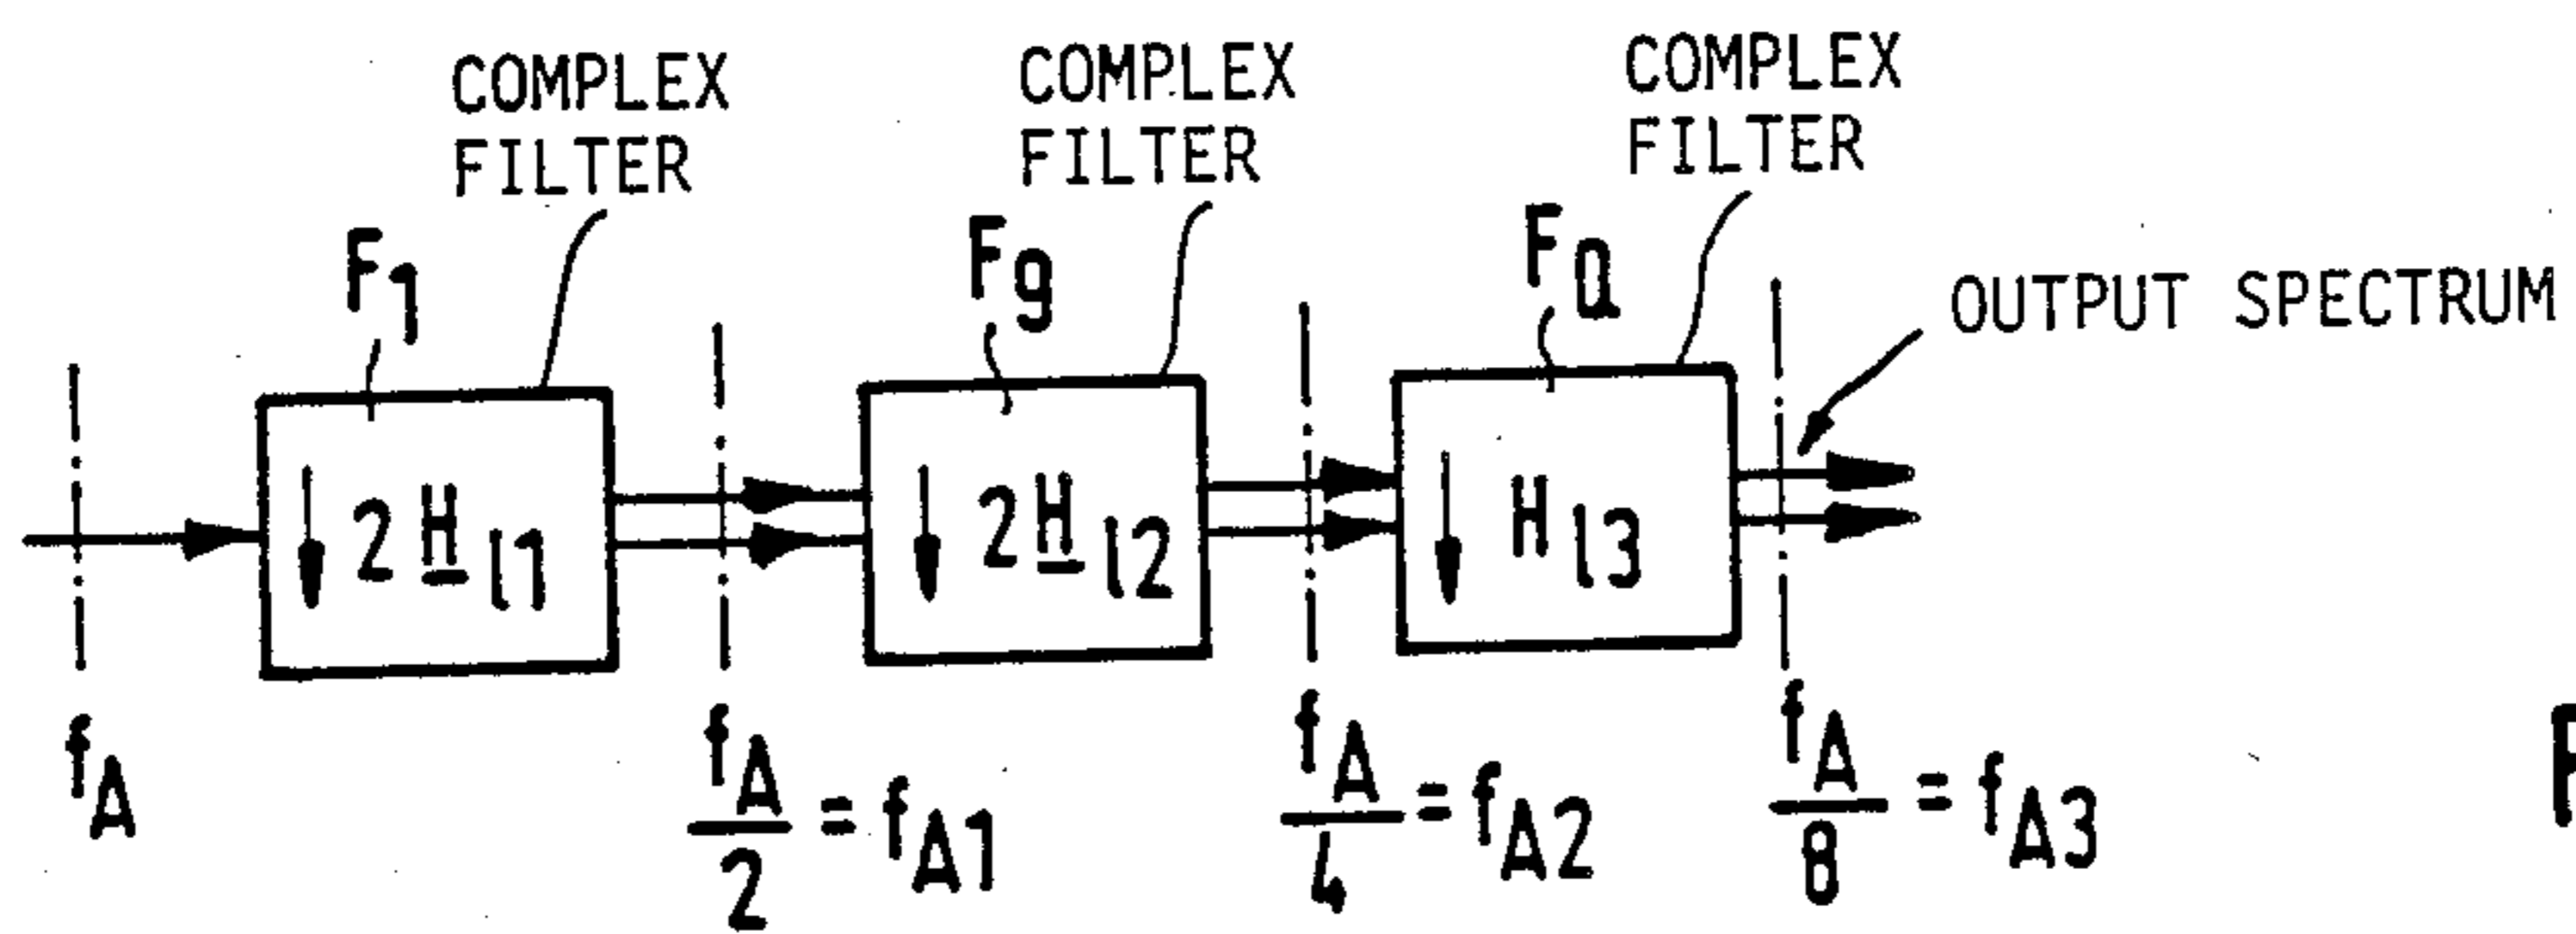 COMPLEX
FILTER
COMPLEX
FILTER
COMPLEX
FILTER
F1
Fg
FQ
OUTPUT SPECTRUM
↓ 2 H l1
↓ 2 H l2
↓ H l3
fA
fA/2 = fA1
fA/4 = fA2
fA/8 = fA3